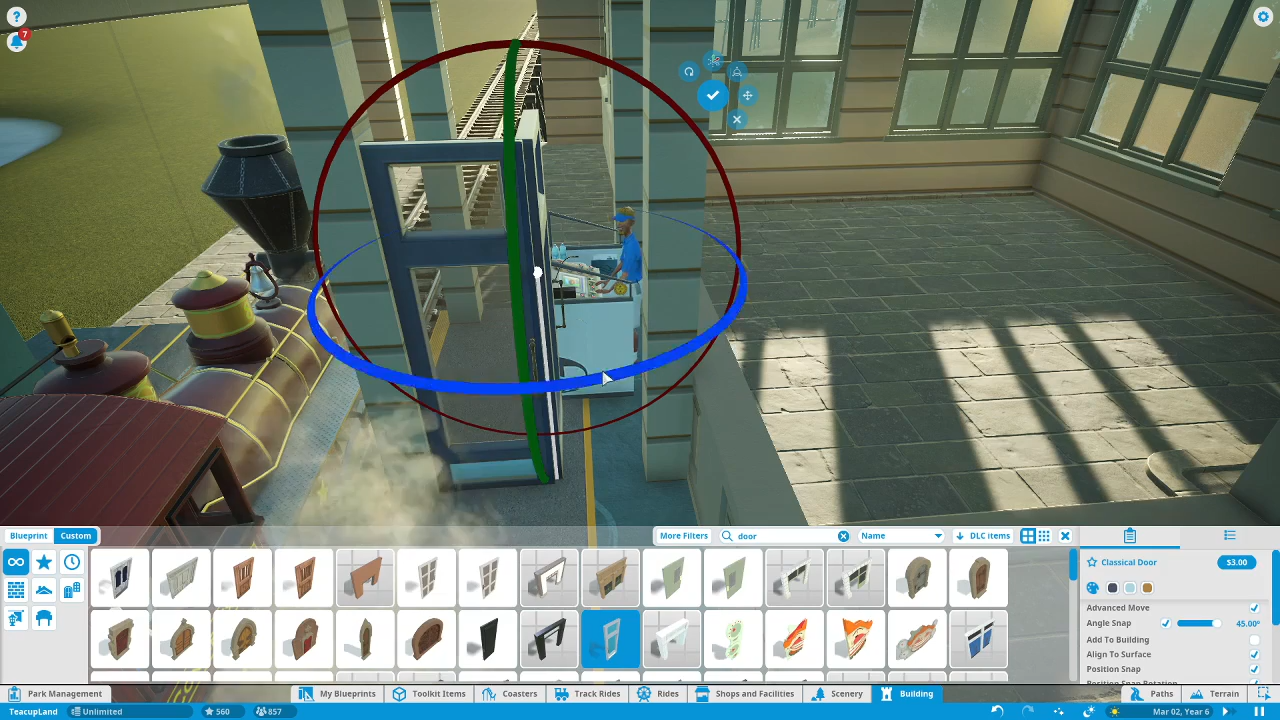 ?
7
Blueprint
Custom
More Filters
door
Name
DLC items
Classical Door
$3.00
Advanced Move
Angle Snap
45.00°
Add To Building
Align To Surface
Position Snap
Park Management
My Blueprints
Toolkit Items
Coasters
Track Rides
Rides
Shops and Facilities
Scenery
Building
Paths
Terrain
TeacupLand
Unlimited
560
857
Mar 02, Year 6